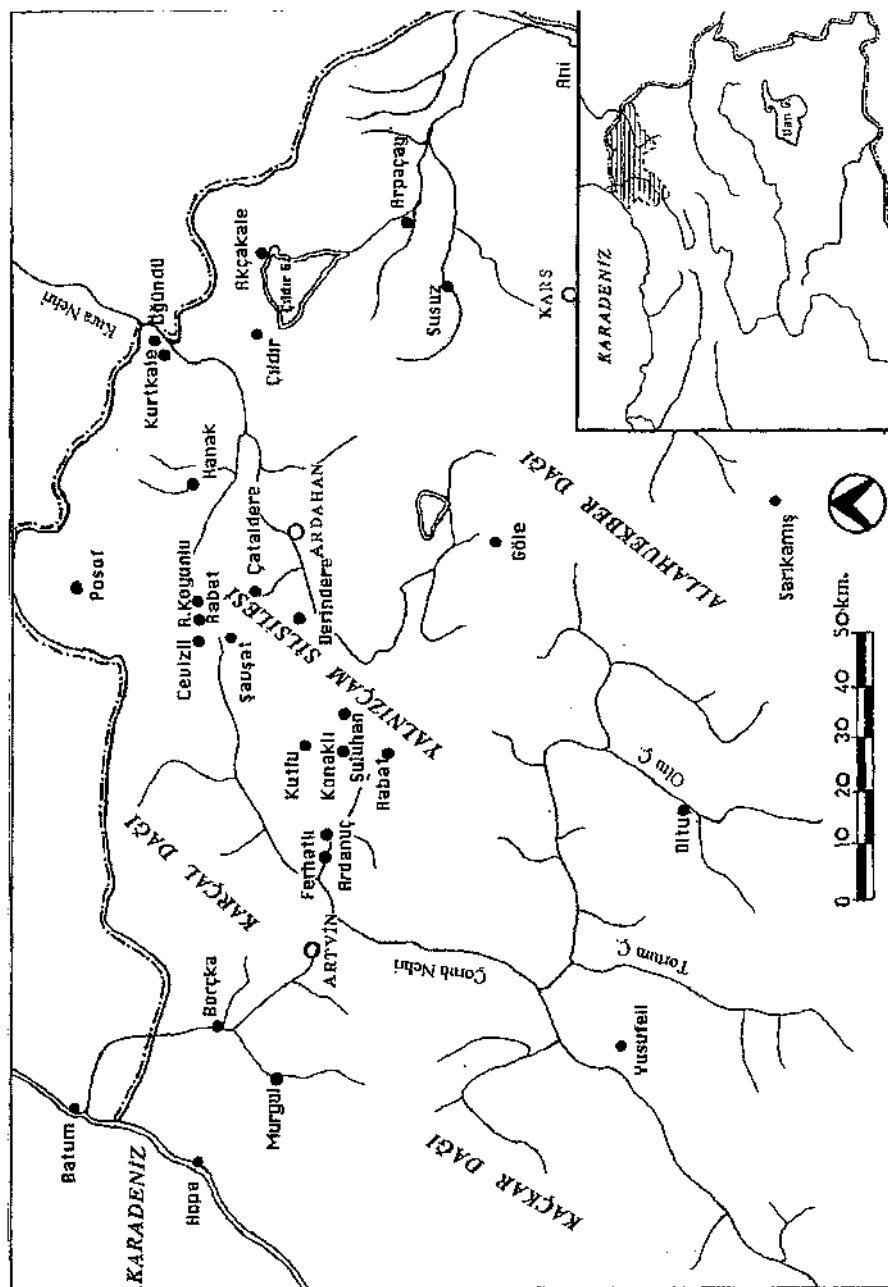 KARADENİZ
Batum
Hopa
Borçka
Murgul
ARTVİN
KARÇAL DAĞI
Ferhatlı
Ardanuç
Kutlu
Konaklı
Suluhan
Rabat
Cevizli
R.Koyunlu
Rabat
Şavşat
Posof
Çataldere
Derindere
YALNIZÇAM SİLSİLESİ
ARDAHAN
Hanak
Kurtkale
Öğündü
Kura Nehri
Çıldır
Akçakale
Çıldır G.
Arpaçay
Susuz
KARS
Ani
Göle
ALLAHUEKBER DAĞI
Sarıkamış
Oltu Ç.
Oltu
Tortum Ç.
Çoruh Nehri
Yusufeli
KAÇKAR DAĞI
0 10 20 30 40 50km.
KARADENİZ
Van G.